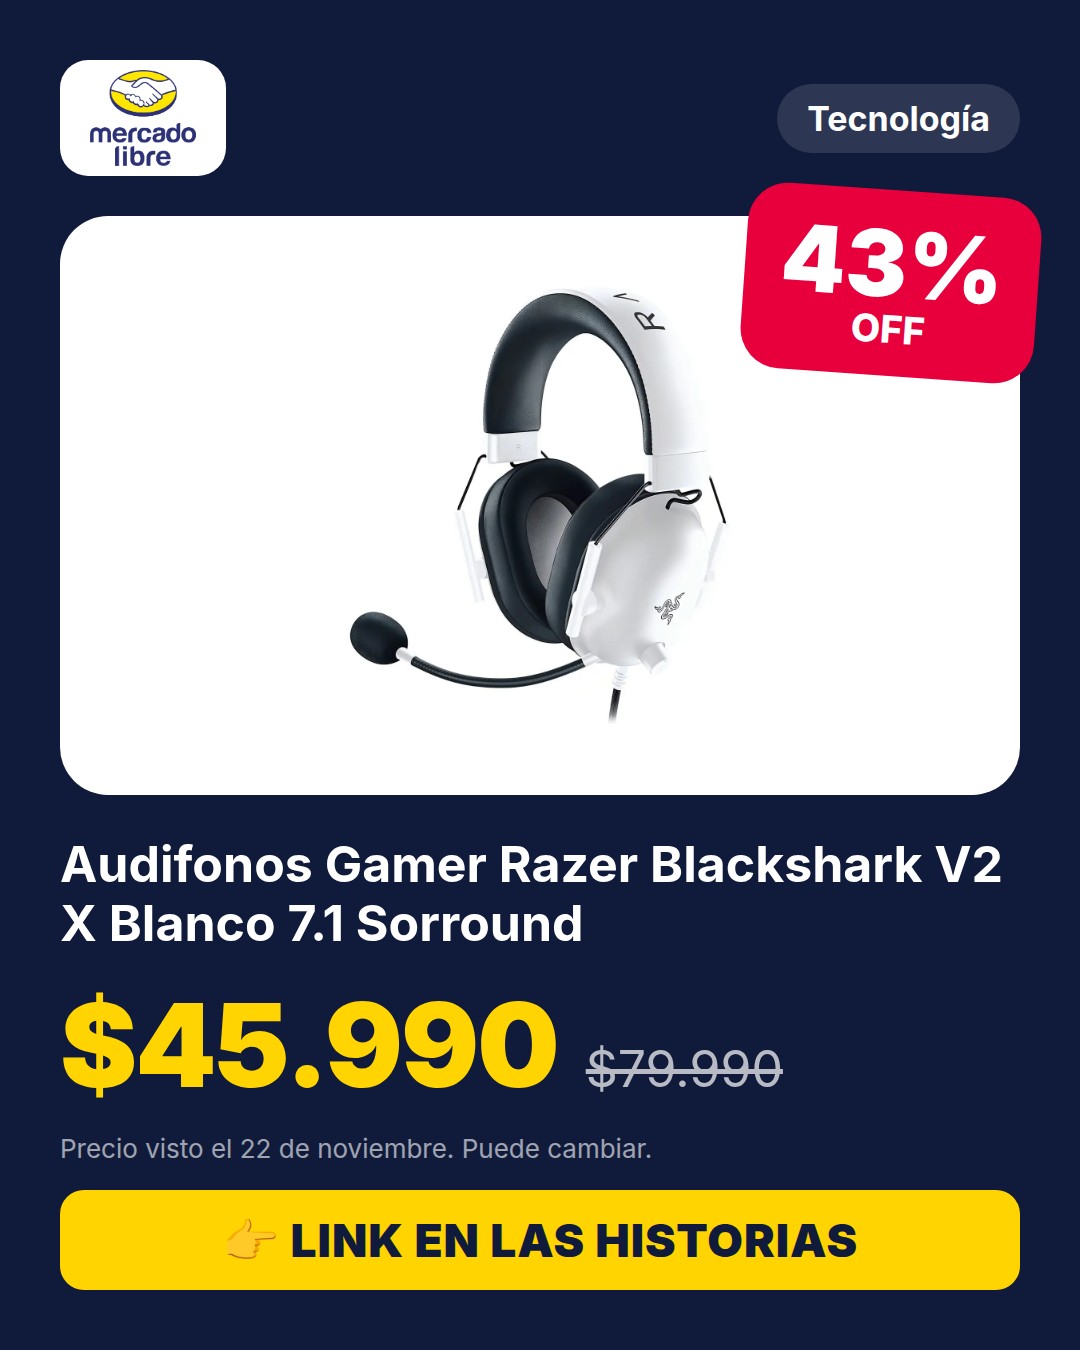 mercado
libre
Tecnología
43%
OFF
R A
Audifonos Gamer Razer Blackshark V2
X Blanco 7.1 Sorround
$45.990 $79.990
Precio visto el 22 de noviembre. Puede cambiar.
👉 LINK EN LAS HISTORIAS